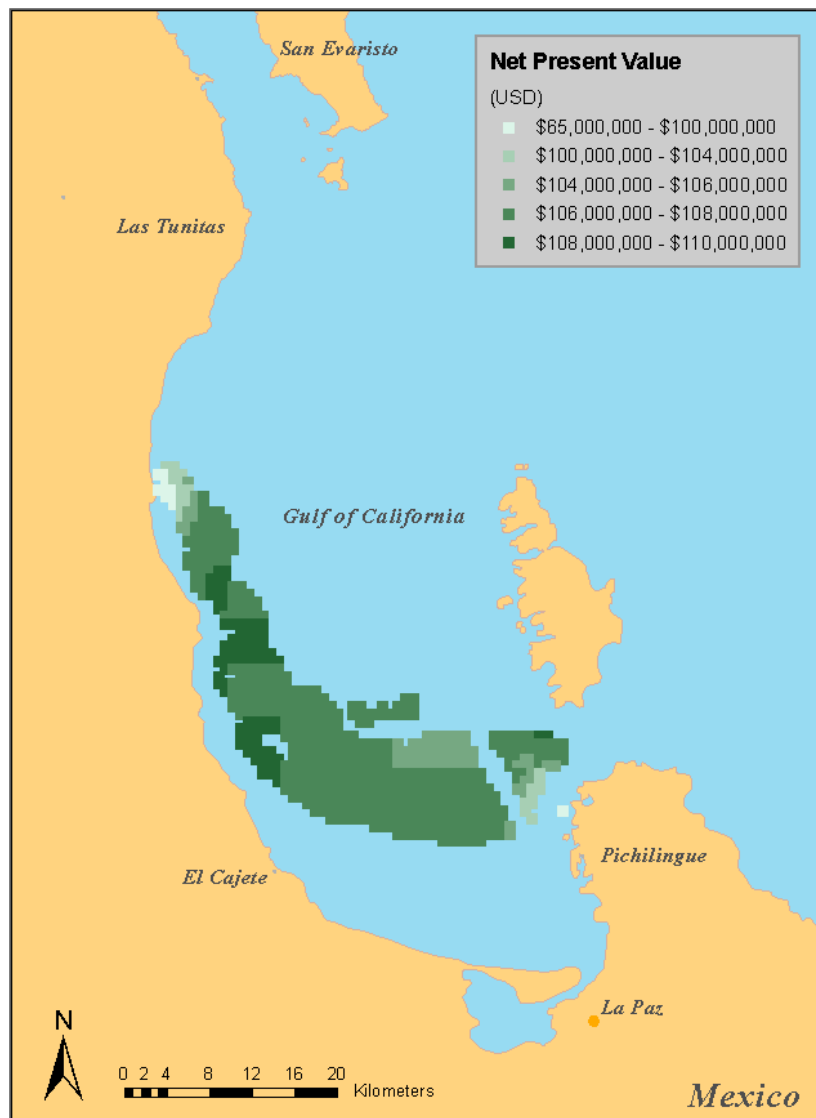 San Evaristo
Net Present Value
(USD)
$65,000,000 - $100,000,000
$100,000,000 - $104,000,000
$104,000,000 - $106,000,000
$106,000,000 - $108,000,000
$108,000,000 - $110,000,000
Las Tunitas
Gulf of California
Pichilingue
El Cajete
La Paz
N
0 2 4 8 12 16 20
Kilometers
Mexico